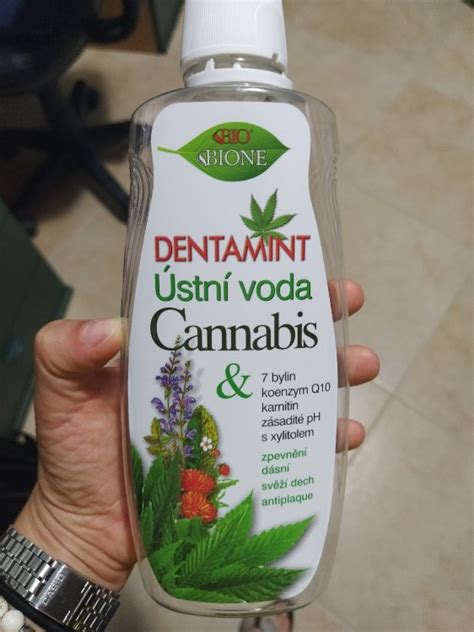 BIO®
BIONE
DENTAMINT
Ústní voda
Cannabis
&
7 bylin
koenzym Q10
karnitin
zásadité pH
s xylitolem
zpevnění
dásní
svěží dech
antiplaque
CASIO